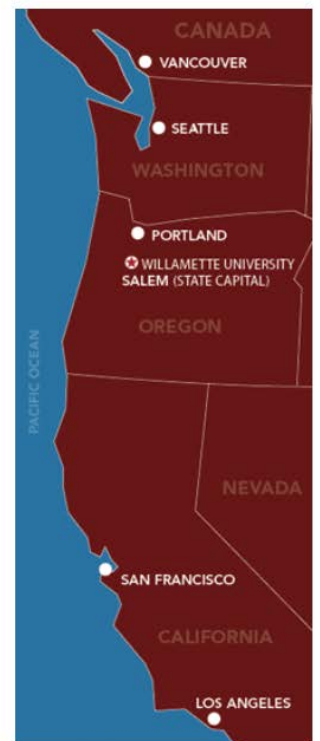 CANADA
VANCOUVER
SEATTLE
WASHINGTON
PORTLAND
WILLAMETTE UNIVERSITY
SALEM (STATE CAPITAL)
OREGON
PACIFIC OCEAN
NEVADA
SAN FRANCISCO
CALIFORNIA
LOS ANGELES